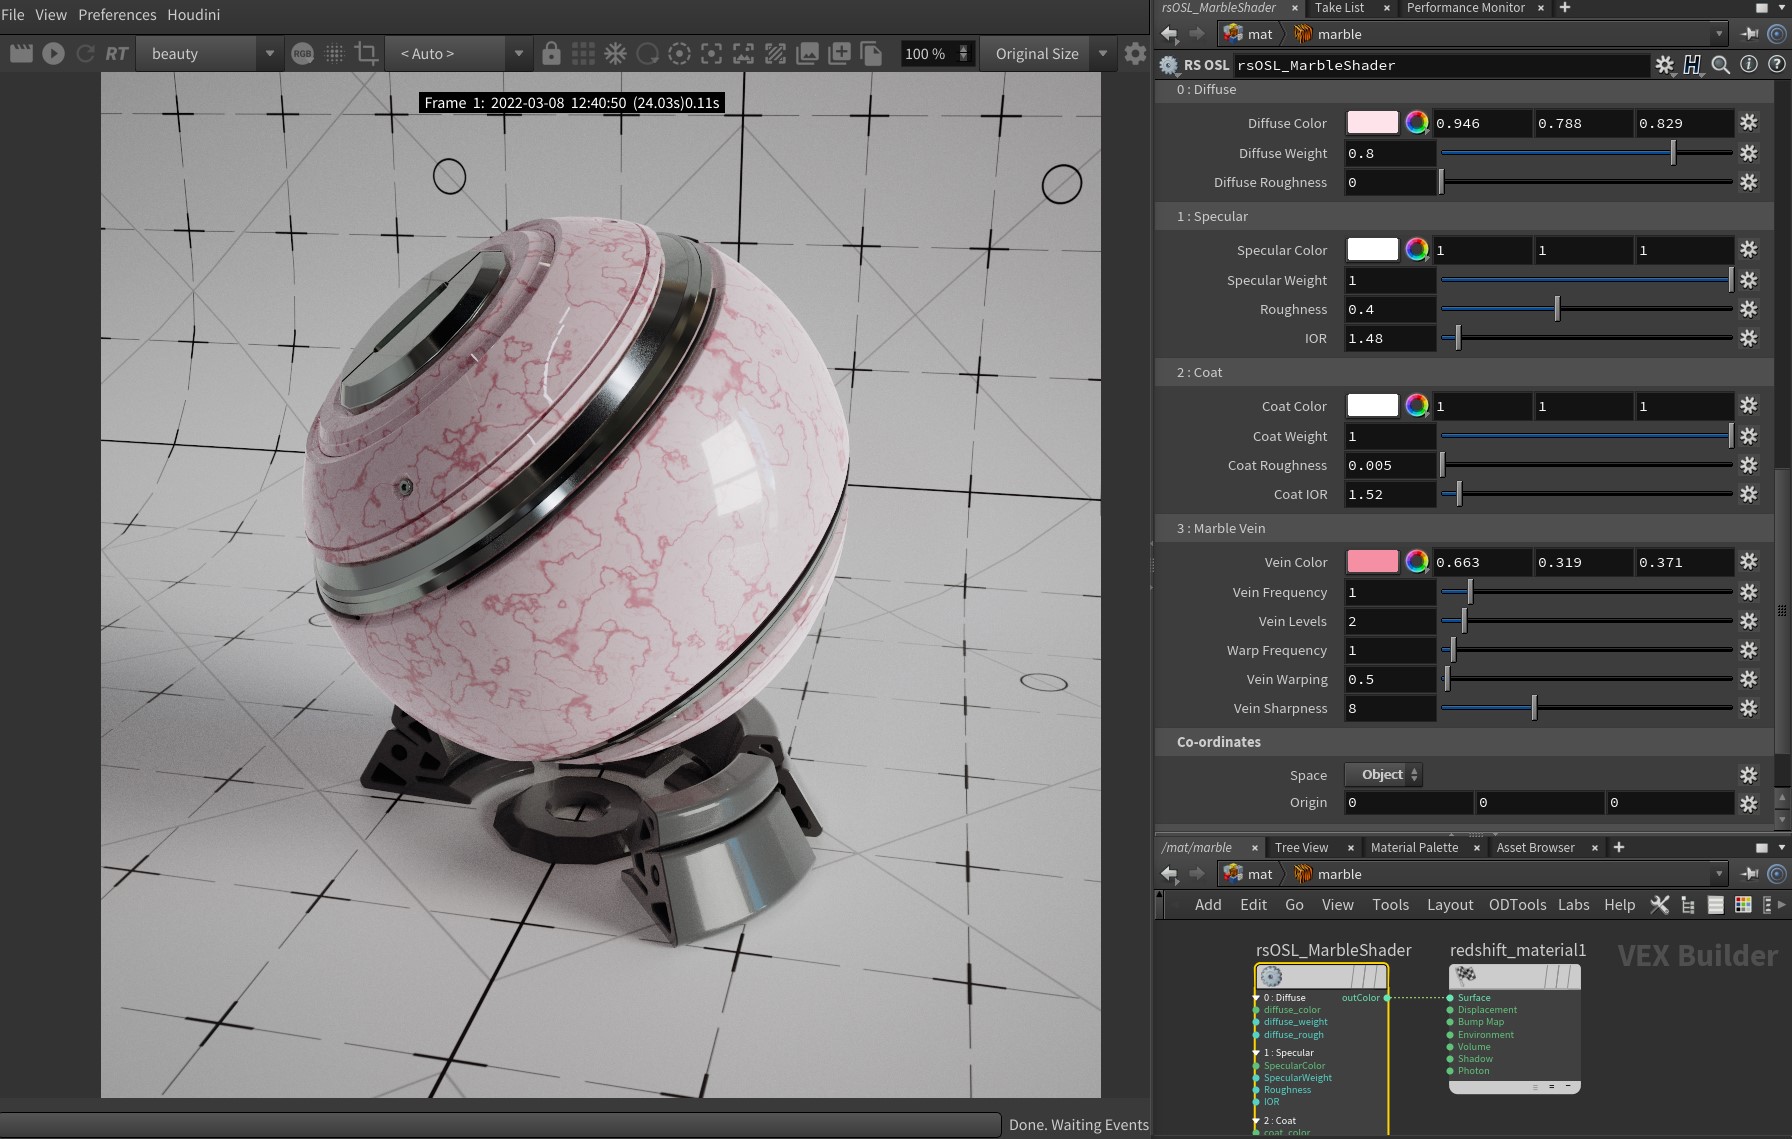 File View Preferences Houdini
RT beauty RGB < Auto > 100 % Original Size
Frame 1: 2022-03-08 12:40:50 (24.03s)0.11s
Done. Waiting Events
rsOSL_MarbleShader × Take List × Performance Monitor × +
mat marble
RS OSL rsOSL_MarbleShader
0 : Diffuse
Diffuse Color 0.946 0.788 0.829
Diffuse Weight 0.8
Diffuse Roughness 0
1 : Specular
Specular Color 1 1 1
Specular Weight 1
Roughness 0.4
IOR 1.48
2 : Coat
Coat Color 1 1 1
Coat Weight 1
Coat Roughness 0.005
Coat IOR 1.52
3 : Marble Vein
Vein Color 0.663 0.319 0.371
Vein Frequency 1
Vein Levels 2
Warp Frequency 1
Vein Warping 0.5
Vein Sharpness 8
Co-ordinates
Space Object
Origin 0 0 0
/mat/marble × Tree View × Material Palette × Asset Browser × +
mat marble
Add Edit Go View Tools Layout ODTools Labs Help
VEX Builder
rsOSL_MarbleShader
0 : Diffuse outColor
diffuse_color
diffuse_weight
diffuse_rough
1 : Specular
SpecularColor
SpecularWeight
Roughness
IOR
2 : Coat
coat_color
redshift_material1
Surface
Displacement
Bump Map
Environment
Volume
Shadow
Photon